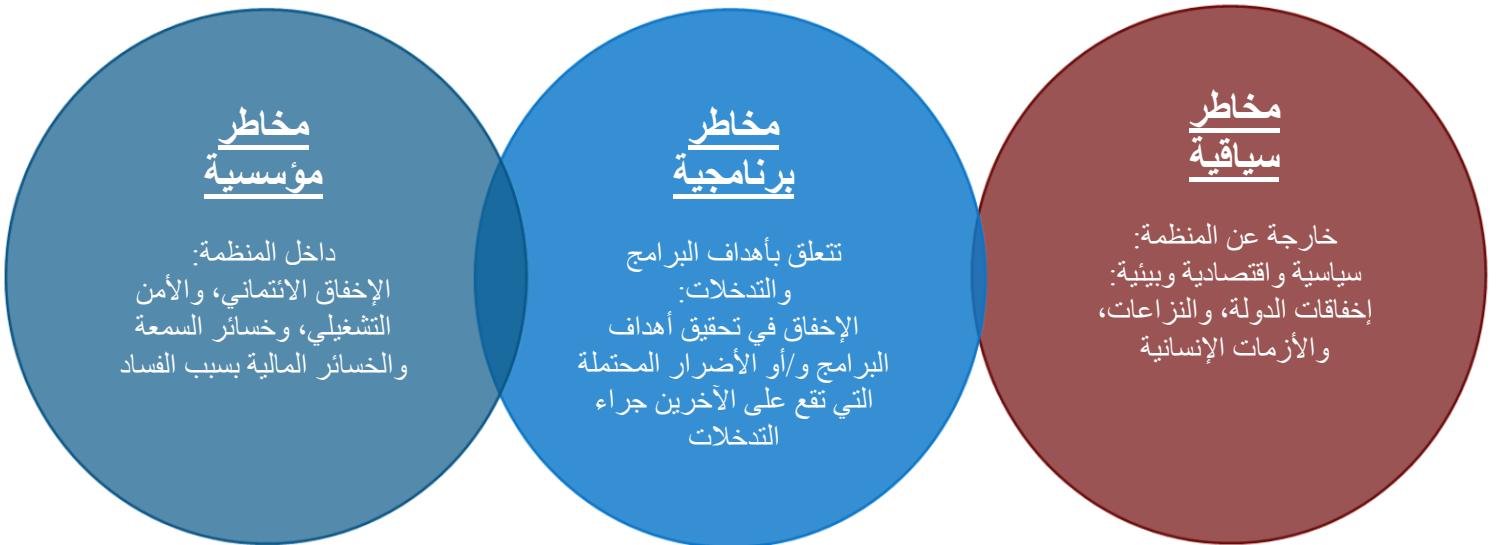 مخاطر
سياقية
خارجة عن المنظمة:
سياسية واقتصادية وبيئية:
إخفاقات الدولة، والنزاعات،
والأزمات الإنسانية
مخاطر
برنامجية
تتعلق بأهداف البرامج
والتدخلات:
الإخفاق في تحقيق أهداف
البرامج و/أو الأضرار المحتملة
التي تقع على الآخرين جراء
التدخلات
مخاطر
مؤسسية
داخل المنظمة:
الإخفاق الائتماني، والأمن
التشغيلي، وخسائر السمعة
والخسائر المالية بسبب الفساد